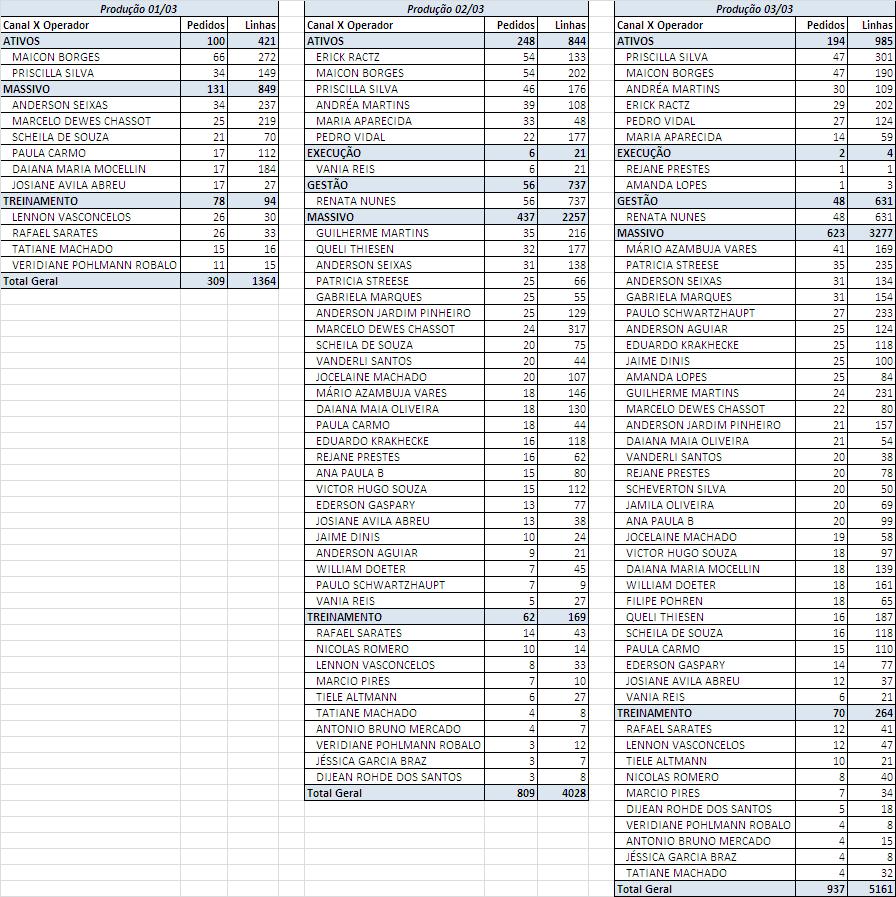 Produção 01/03
Canal X Operador Pedidos Linhas
ATIVOS 100 421
MAICON BORGES 66 272
PRISCILLA SILVA 34 149
MASSIVO 131 849
ANDERSON SEIXAS 34 237
MARCELO DEWES CHASSOT 25 219
SCHEILA DE SOUZA 21 70
PAULA CARMO 17 112
DAIANA MARIA MOCELLIN 17 184
JOSIANE AVILA ABREU 17 27
TREINAMENTO 78 94
LENNON VASCONCELOS 26 30
RAFAEL SARATES 26 33
TATIANE MACHADO 15 16
VERIDIANE POHLMANN ROBALO 11 15
Total Geral 309 1364
Produção 02/03
Canal X Operador Pedidos Linhas
ATIVOS 248 844
ERICK RACTZ 54 133
MAICON BORGES 54 202
PRISCILLA SILVA 46 176
ANDRÉA MARTINS 39 108
MARIA APARECIDA 33 48
PEDRO VIDAL 22 177
EXECUÇÃO 6 21
VANIA REIS 6 21
GESTÃO 56 737
RENATA NUNES 56 737
MASSIVO 437 2257
GUILHERME MARTINS 35 216
QUELI THIESEN 32 177
ANDERSON SEIXAS 31 138
PATRICIA STREESE 25 66
GABRIELA MARQUES 25 55
ANDERSON JARDIM PINHEIRO 25 129
MARCELO DEWES CHASSOT 24 317
SCHEILA DE SOUZA 20 75
VANDERLI SANTOS 20 44
JOCELAINE MACHADO 20 107
MÁRIO AZAMBUJA VARES 18 146
DAIANA MAIA OLIVEIRA 18 130
PAULA CARMO 18 44
EDUARDO KRAKHECKE 16 118
REJANE PRESTES 16 62
ANA PAULA B 15 80
VICTOR HUGO SOUZA 15 112
EDERSON GASPARY 13 77
JOSIANE AVILA ABREU 13 38
JAIME DINIS 10 24
ANDERSON AGUIAR 9 21
WILLIAM DOETER 7 45
PAULO SCHWARTZHAUPT 7 9
VANIA REIS 5 27
TREINAMENTO 62 169
RAFAEL SARATES 14 43
NICOLAS ROMERO 10 14
LENNON VASCONCELOS 8 33
MARCIO PIRES 7 10
TIELE ALTMANN 6 27
TATIANE MACHADO 4 8
ANTONIO BRUNO MERCADO 4 7
VERIDIANE POHLMANN ROBALO 3 12
JÉSSICA GARCIA BRAZ 3 7
DIJEAN ROHDE DOS SANTOS 3 8
Total Geral 809 4028
Produção 03/03
Canal X Operador Pedidos Linhas
ATIVOS 194 985
PRISCILLA SILVA 47 301
MAICON BORGES 47 190
ANDRÉA MARTINS 30 109
ERICK RACTZ 29 202
PEDRO VIDAL 27 124
MARIA APARECIDA 14 59
EXECUÇÃO 2 4
REJANE PRESTES 1 1
AMANDA LOPES 1 3
GESTÃO 48 631
RENATA NUNES 48 631
MASSIVO 623 3277
MÁRIO AZAMBUJA VARES 41 169
PATRICIA STREESE 35 235
ANDERSON SEIXAS 31 134
GABRIELA MARQUES 31 154
PAULO SCHWARTZHAUPT 27 233
ANDERSON AGUIAR 25 124
EDUARDO KRAKHECKE 25 118
JAIME DINIS 25 100
AMANDA LOPES 25 84
GUILHERME MARTINS 24 231
MARCELO DEWES CHASSOT 22 80
ANDERSON JARDIM PINHEIRO 21 157
DAIANA MAIA OLIVEIRA 21 54
VANDERLI SANTOS 20 38
REJANE PRESTES 20 78
SCHEVERTON SILVA 20 50
JAMILA OLIVEIRA 20 69
ANA PAULA B 20 99
JOCELAINE MACHADO 19 58
VICTOR HUGO SOUZA 18 97
DAIANA MARIA MOCELLIN 18 139
WILLIAM DOETER 18 161
FILIPE POHREN 18 65
QUELI THIESEN 16 187
SCHEILA DE SOUZA 16 118
PAULA CARMO 15 110
EDERSON GASPARY 14 77
JOSIANE AVILA ABREU 12 37
VANIA REIS 6 21
TREINAMENTO 70 264
RAFAEL SARATES 12 41
LENNON VASCONCELOS 12 47
TIELE ALTMANN 10 21
NICOLAS ROMERO 8 40
MARCIO PIRES 7 34
DIJEAN ROHDE DOS SANTOS 5 18
VERIDIANE POHLMANN ROBALO 4 8
ANTONIO BRUNO MERCADO 4 15
JÉSSICA GARCIA BRAZ 4 8
TATIANE MACHADO 4 32
Total Geral 937 5161